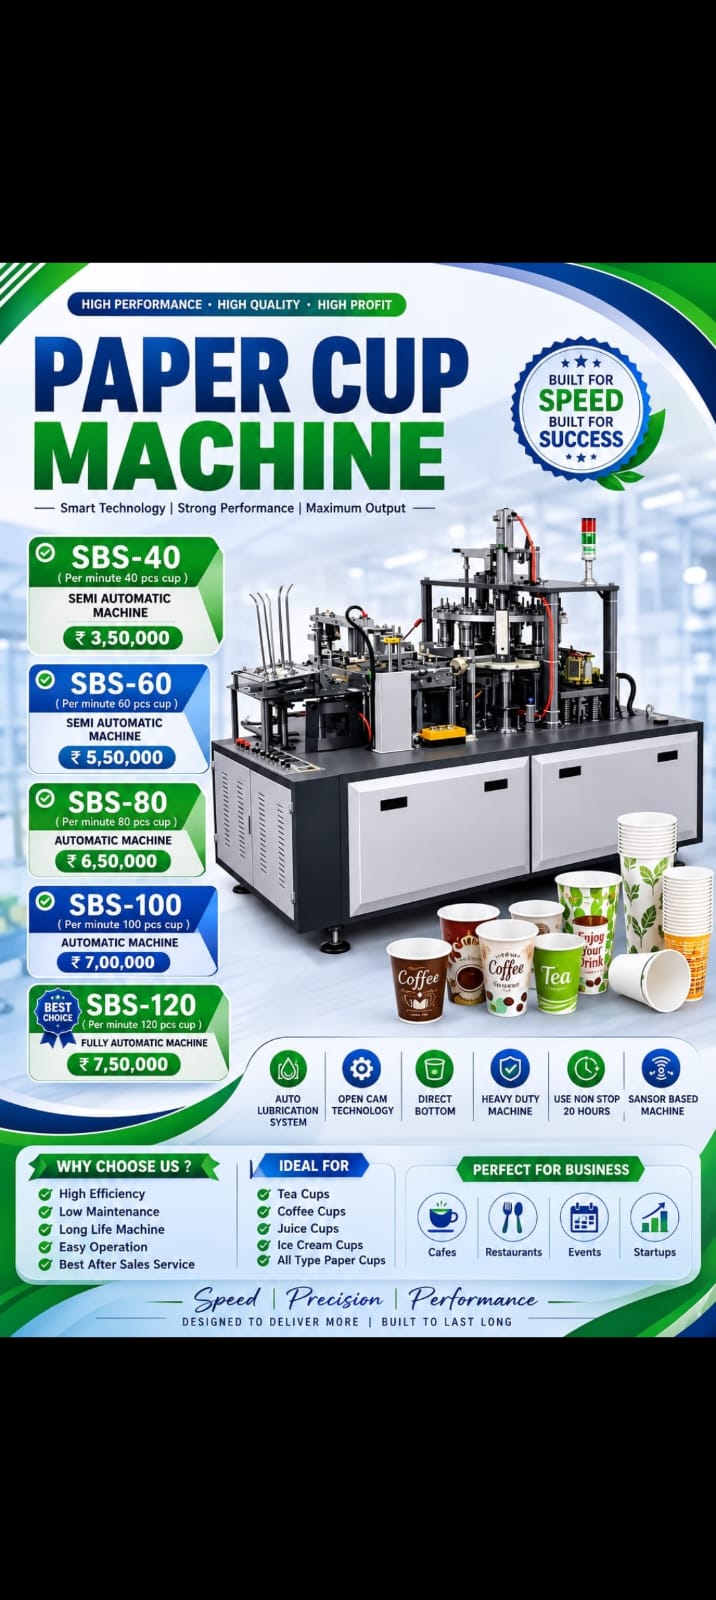 HIGH PERFORMANCE • HIGH QUALITY • HIGH PROFIT
PAPER CUP
MACHINE
Smart Technology | Strong Performance | Maximum Output
BUILT FOR
SPEED
BUILT FOR
SUCCESS
SBS-40
( Per minute 40 pcs cup )
SEMI AUTOMATIC
MACHINE
₹ 3,50,000
SBS-60
( Per minute 60 pcs cup )
SEMI AUTOMATIC
MACHINE
₹ 5,50,000
SBS-80
( Per minute 80 pcs cup )
AUTOMATIC MACHINE
₹ 6,50,000
SBS-100
( Per minute 100 pcs cup )
AUTOMATIC MACHINE
₹ 7,00,000
BEST
CHOICE
SBS-120
( Per minute 120 pcs cup )
FULLY AUTOMATIC MACHINE
₹ 7,50,000
Coffee
Coffee
Tea
Enjoy
Your
Drink
AUTO
LUBRICATION
SYSTEM
OPEN CAM
TECHNOLOGY
DIRECT
BOTTOM
HEAVY DUTY
MACHINE
USE NON STOP
20 HOURS
SANSOR BASED
MACHINE
WHY CHOOSE US ?
High Efficiency
Low Maintenance
Long Life Machine
Easy Operation
Best After Sales Service
IDEAL FOR
Tea Cups
Coffee Cups
Juice Cups
Ice Cream Cups
All Type Paper Cups
PERFECT FOR BUSINESS
Cafes
Restaurants
Events
Startups
Speed | Precision | Performance
DESIGNED TO DELIVER MORE | BUILT TO LAST LONG